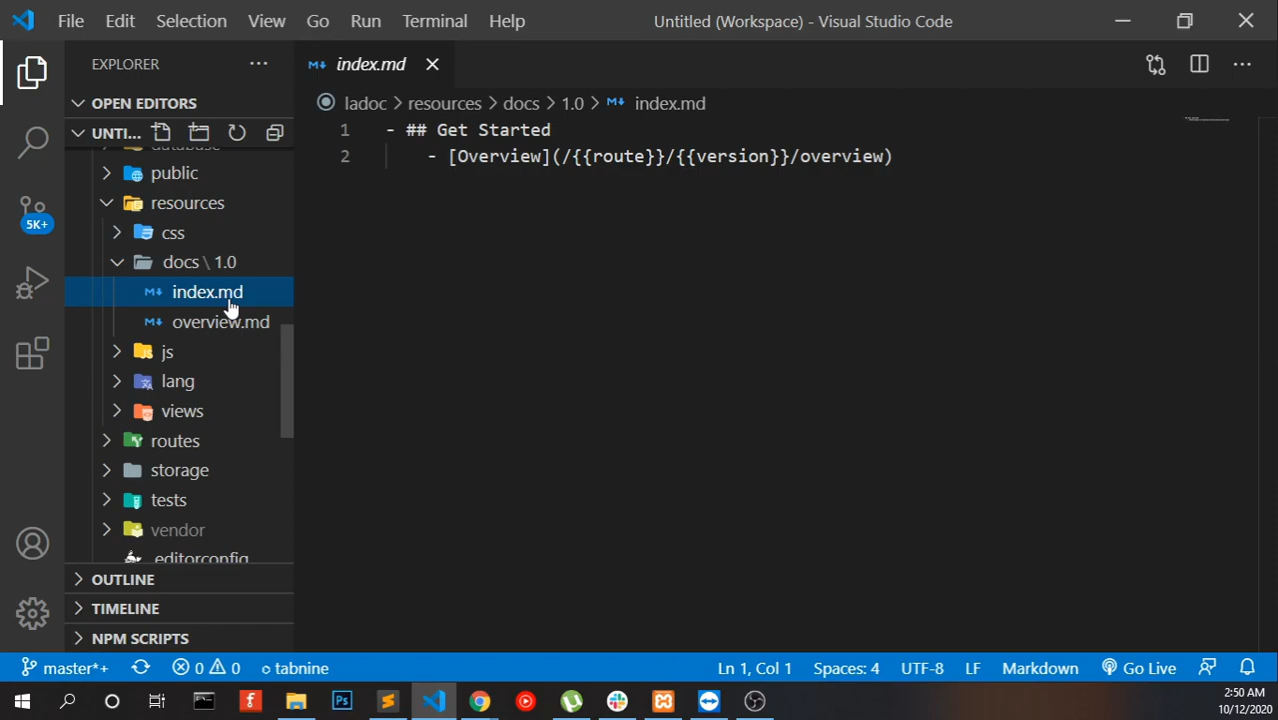 File Edit Selection View Go Run Terminal Help Untitled (Workspace) - Visual Studio Code
EXPLORER
index.md
OPEN EDITORS
ladoc > resources > docs > 1.0 > index.md
UNTI...
1 - ## Get Started
2 - [Overview](/{{route}}/{{version}}/overview)
database
public
resources
css
docs \ 1.0
index.md
overview.md
js
lang
views
routes
storage
tests
vendor
.editorconfig
OUTLINE
TIMELINE
NPM SCRIPTS
5K+
master*+ 0 0 tabnine Ln 1, Col 1 Spaces: 4 UTF-8 LF Markdown Go Live
Ps
2:50 AM
10/12/2020